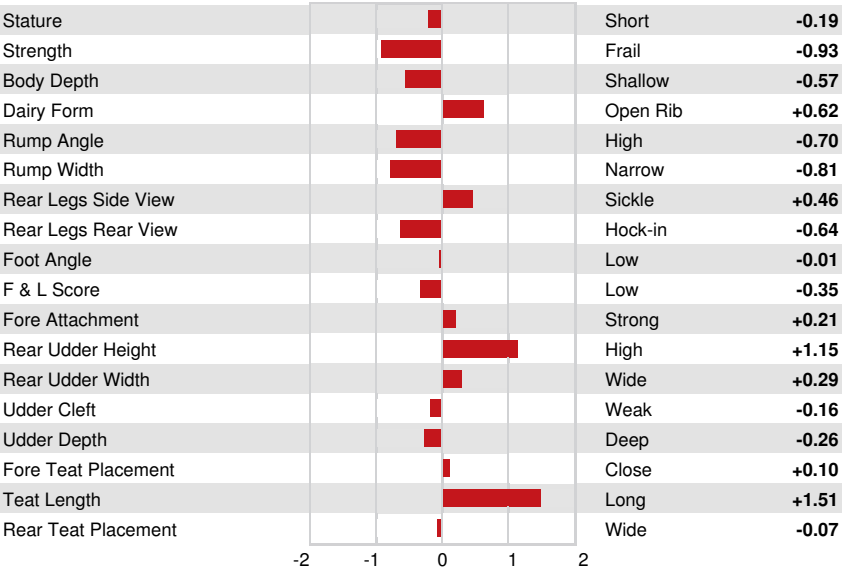 Stature Short -0.19
Strength Frail -0.93
Body Depth Shallow -0.57
Dairy Form Open Rib +0.62
Rump Angle High -0.70
Rump Width Narrow -0.81
Rear Legs Side View Sickle +0.46
Rear Legs Rear View Hock-in -0.64
Foot Angle Low -0.01
F & L Score Low -0.35
Fore Attachment Strong +0.21
Rear Udder Height High +1.15
Rear Udder Width Wide +0.29
Udder Cleft Weak -0.16
Udder Depth Deep -0.26
Fore Teat Placement Close +0.10
Teat Length Long +1.51
Rear Teat Placement Wide -0.07
-2 -1 0 1 2